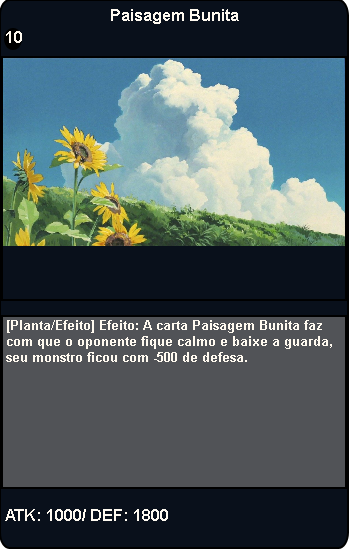 Paisagem Bunita
10
[Planta/Efeito] Efeito: A carta Paisagem Bunita faz
com que o oponente fique calmo e baixe a guarda,
seu monstro ficou com -500 de defesa.
ATK: 1000/ DEF: 1800